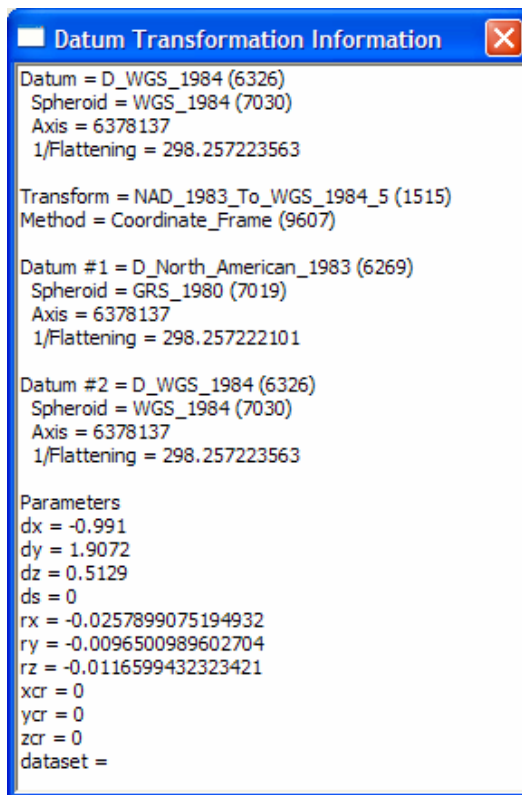 Datum Transformation Information
Datum = D_WGS_1984 (6326)
Spheroid = WGS_1984 (7030)
Axis = 6378137
1/Flattening = 298.257223563
Transform = NAD_1983_To_WGS_1984_5 (1515)
Method = Coordinate_Frame (9607)
Datum #1 = D_North_American_1983 (6269)
Spheroid = GRS_1980 (7019)
Axis = 6378137
1/Flattening = 298.257222101
Datum #2 = D_WGS_1984 (6326)
Spheroid = WGS_1984 (7030)
Axis = 6378137
1/Flattening = 298.257223563
Parameters
dx = -0.991
dy = 1.9072
dz = 0.5129
ds = 0
rx = -0.0257899075194932
ry = -0.0096500989602704
rz = -0.0116599432323421
xcr = 0
ycr = 0
zcr = 0
dataset =